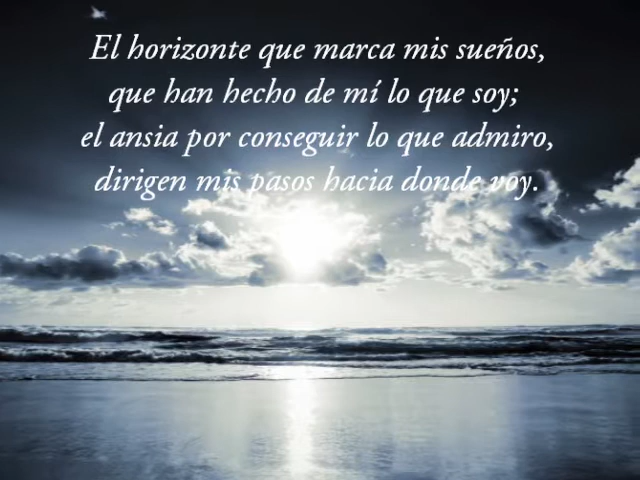 El horizonte que marca mis sueños,
que han hecho de mí lo que soy;
el ansia por conseguir lo que admiro,
dirigen mis pasos hacia donde voy.